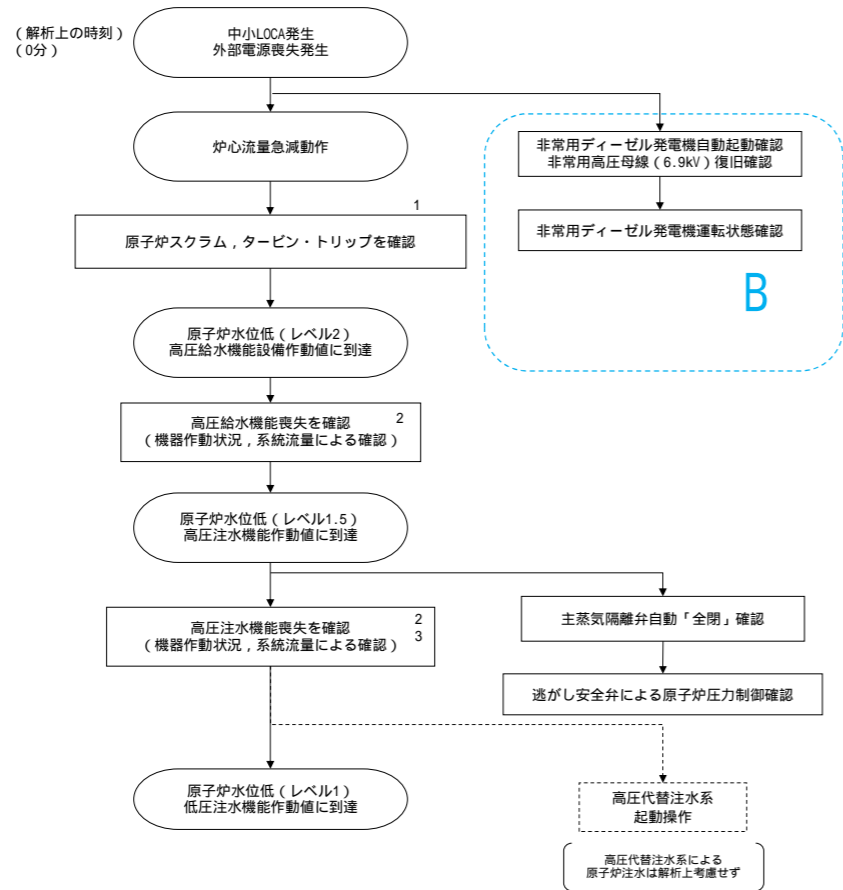 (解析上の時刻)
(0分)
中小LOCA発生
外部電源喪失発生
炉心流量急減動作
非常用ディーゼル発電機自動起動確認
非常用高圧母線(6.9kV)復旧確認
非常用ディーゼル発電機運転状態確認
B
1
原子炉スクラム,タービン・トリップを確認
原子炉水位低(レベル2)
高圧給水機能設備作動値に到達
高圧給水機能喪失を確認
2
(機器作動状況,系統流量による確認)
原子炉水位低(レベル1.5)
高圧注水機能作動値に到達
高圧注水機能喪失を確認
2
(機器作動状況,系統流量による確認)
3
主蒸気隔離弁自動「全閉」確認
逃がし安全弁による原子炉圧力制御確認
原子炉水位低(レベル1)
低圧注水機能作動値に到達
高圧代替注水系
起動操作
高圧代替注水系による
原子炉注水は解析上考慮せず